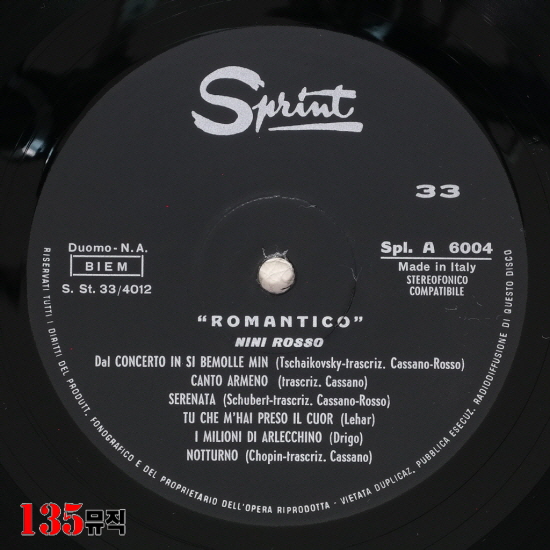 Sprint
33
Duomo-N.A.
BIEM
S. St. 33/4012
Spl. A 6004
Made in Italy
STEREOFONICO
COMPATIBILE
"ROMANTICO"
NINI ROSSO
Dal CONCERTO IN SI BEMOLLE MIN (Tschaikovsky-trascriz. Cassano-Rosso)
CANTO ARMENO (trascriz. Cassano)
SERENATA (Schubert-trascriz. Cassano-Rosso)
TU CHE M'HAI PRESO IL CUOR (Lehar)
I MILIONI DI ARLECCHINO (Drigo)
NOTTURNO (Chopin-trascriz. Cassano)
RISERVATI TUTTI I DIRITTI DEL PRODUTT. FONOGRAFICO E DEL PROPRIETARIO DELL'OPERA RIPRODOTTA - VIETATA DUPLICAZ. PUBBLICA ESECUZ. RADIODIFFUSIONE DI QUESTO DISCO
135뮤직